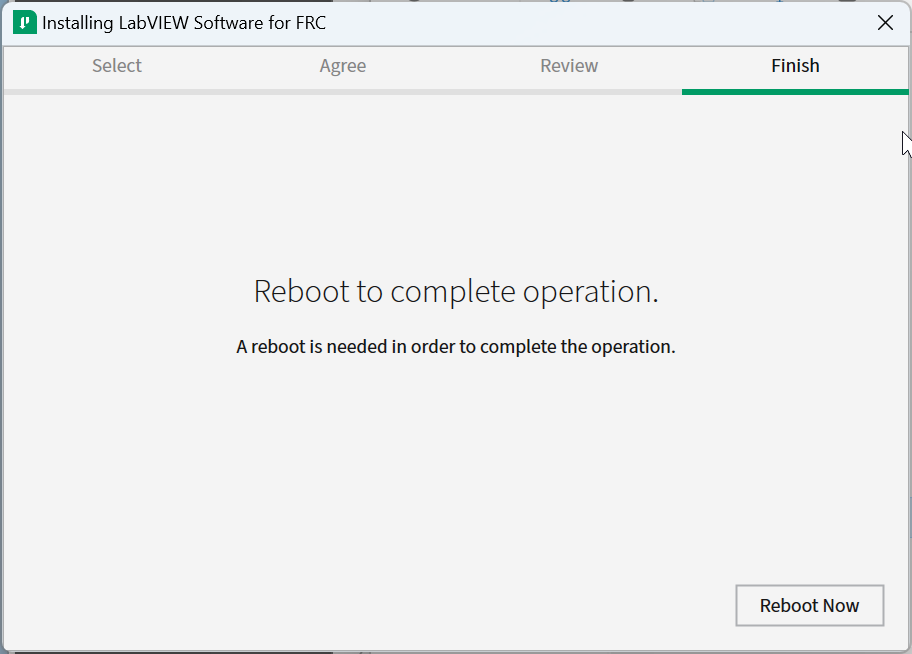 Installing LabVIEW Software for FRC
Select Agree Review Finish
Reboot to complete operation.
A reboot is needed in order to complete the operation.
Reboot Now